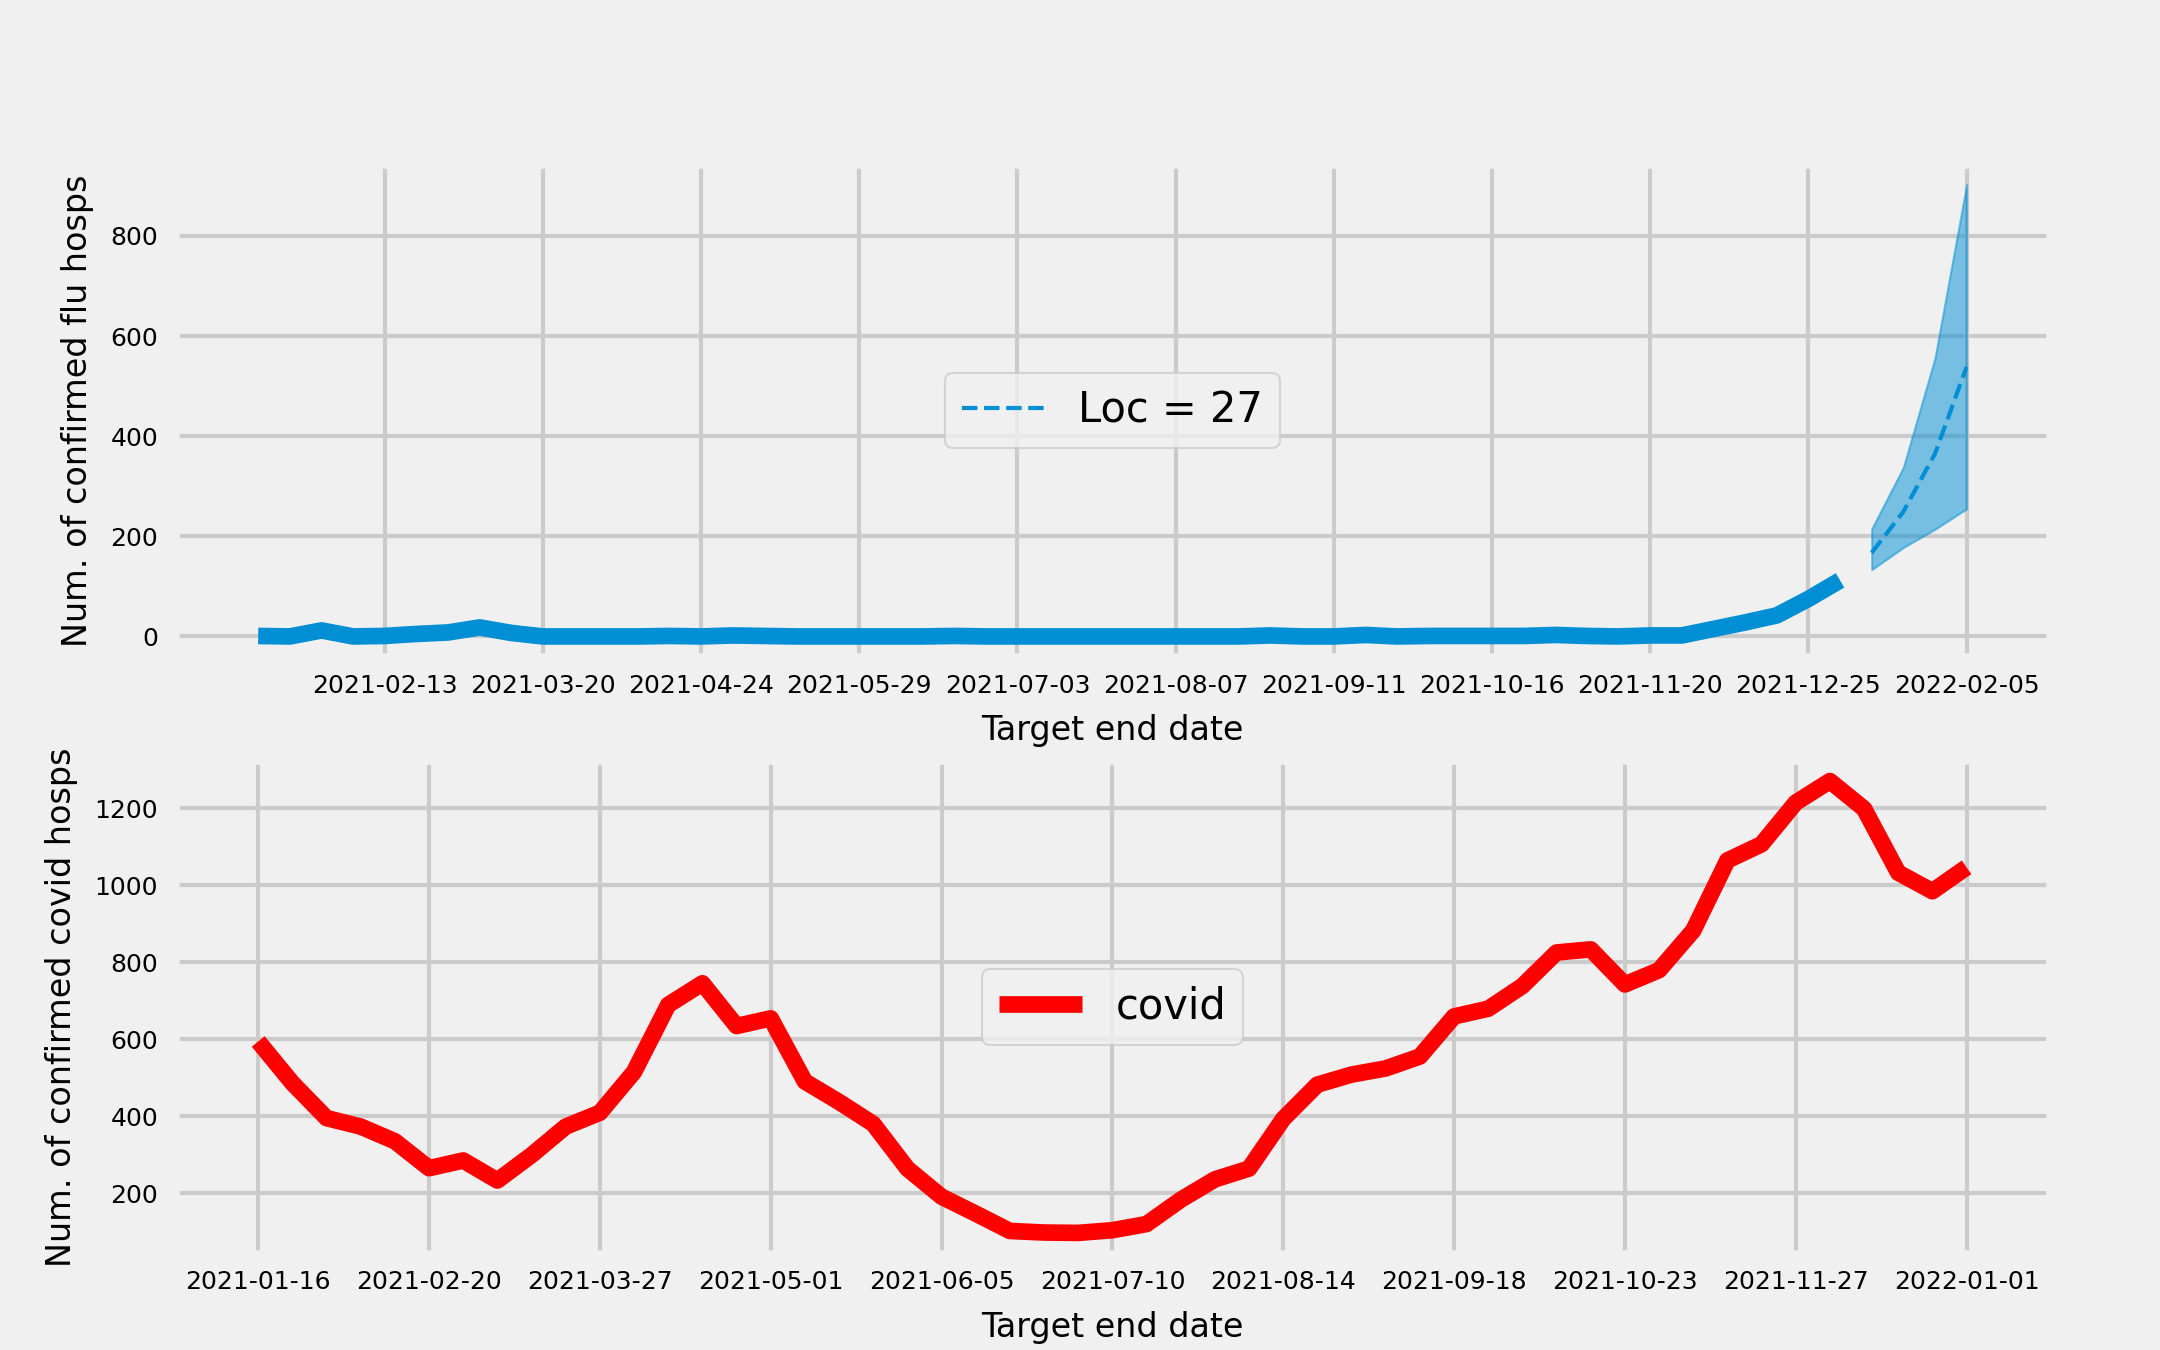 Num. of confirmed flu hosps
800
600
400
200
0
Loc = 27
2021-02-13 2021-03-20 2021-04-24 2021-05-29 2021-07-03 2021-08-07 2021-09-11 2021-10-16 2021-11-20 2021-12-25 2022-02-05
Target end date
Num. of confirmed covid hosps
1200
1000
800
600
400
200
covid
2021-01-16 2021-02-20 2021-03-27 2021-05-01 2021-06-05 2021-07-10 2021-08-14 2021-09-18 2021-10-23 2021-11-27 2022-01-01
Target end date